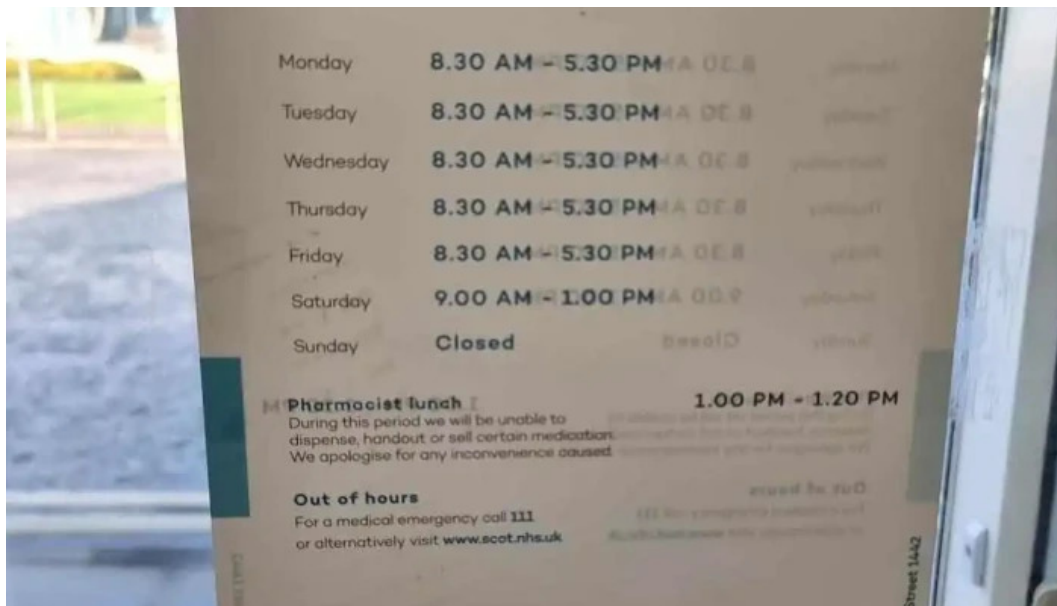 Monday 8.30 AM - 5.30 PM
Tuesday 8.30 AM - 5.30 PM
Wednesday 8.30 AM - 5.30 PM
Thursday 8.30 AM - 5.30 PM
Friday 8.30 AM - 5.30 PM
Saturday 9.00 AM - 1.00 PM
Sunday Closed
Pharmacist lunch 1.00 PM - 1.20 PM
During this period we will be unable to
dispense, handout or sell certain medication.
We apologise for any inconvenience caused.
Out of hours
For a medical emergency call 111
or alternatively visit www.scot.nhs.uk
Street 1442